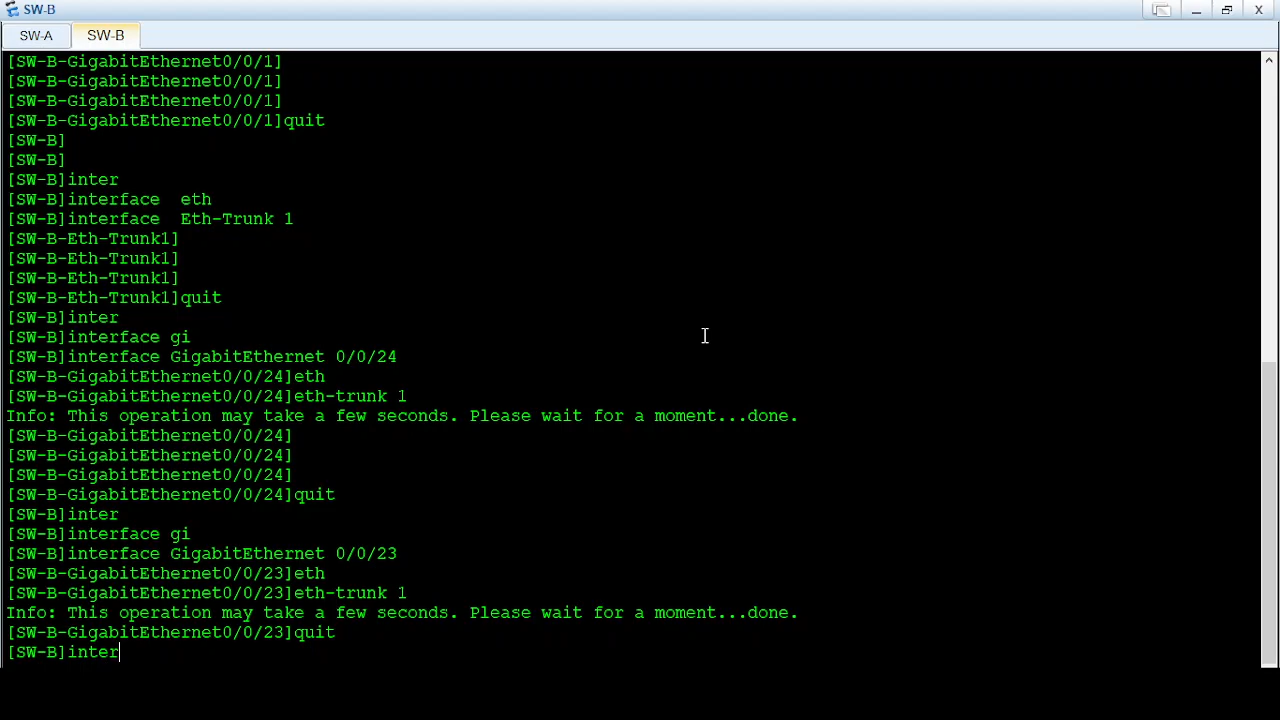 SW-B
SW-A SW-B
[SW-B-GigabitEthernet0/0/1]
[SW-B-GigabitEthernet0/0/1]
[SW-B-GigabitEthernet0/0/1]
[SW-B-GigabitEthernet0/0/1]quit
[SW-B]
[SW-B]
[SW-B]inter
[SW-B]interface  eth
[SW-B]interface  Eth-Trunk 1
[SW-B-Eth-Trunk1]
[SW-B-Eth-Trunk1]
[SW-B-Eth-Trunk1]
[SW-B-Eth-Trunk1]quit
[SW-B]inter
[SW-B]interface gi
[SW-B]interface GigabitEthernet 0/0/24
[SW-B-GigabitEthernet0/0/24]eth
[SW-B-GigabitEthernet0/0/24]eth-trunk 1
Info: This operation may take a few seconds. Please wait for a moment...done.
[SW-B-GigabitEthernet0/0/24]
[SW-B-GigabitEthernet0/0/24]
[SW-B-GigabitEthernet0/0/24]
[SW-B-GigabitEthernet0/0/24]quit
[SW-B]inter
[SW-B]interface gi
[SW-B]interface GigabitEthernet 0/0/23
[SW-B-GigabitEthernet0/0/23]eth
[SW-B-GigabitEthernet0/0/23]eth-trunk 1
Info: This operation may take a few seconds. Please wait for a moment...done.
[SW-B-GigabitEthernet0/0/23]quit
[SW-B]inter